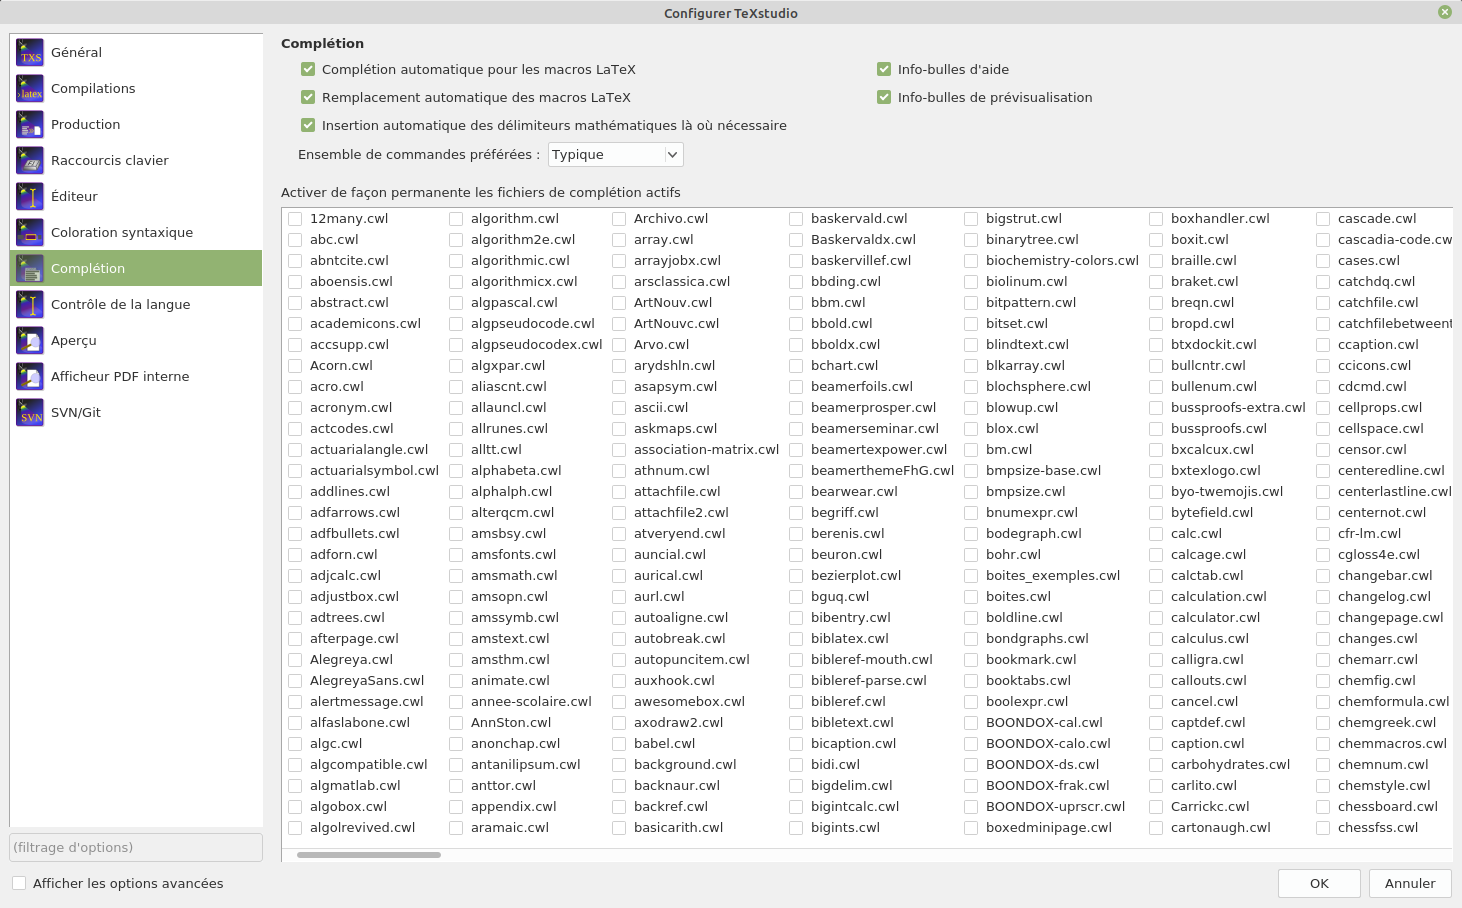 Configurer TeXstudio
TXS Général
latex Compilations
Production
Raccourcis clavier
Éditeur
Coloration syntaxique
Complétion
Contrôle de la langue
Aperçu
Afficheur PDF interne
SVN SVN/Git
(filtrage d'options)
Afficher les options avancées
Complétion
Complétion automatique pour les macros LaTeX
Info-bulles d'aide
Remplacement automatique des macros LaTeX
Info-bulles de prévisualisation
Insertion automatique des délimiteurs mathématiques là où nécessaire
Ensemble de commandes préférées : Typique
Activer de façon permanente les fichiers de complétion actifs
12many.cwl algorithm.cwl Archivo.cwl baskervald.cwl bigstrut.cwl boxhandler.cwl cascade.cwl
abc.cwl algorithm2e.cwl array.cwl Baskervaldx.cwl binarytree.cwl boxit.cwl cascadia-code.cw
abntcite.cwl algorithmic.cwl arrayjobx.cwl baskervillef.cwl biochemistry-colors.cwl braille.cwl cases.cwl
aboensis.cwl algorithmicx.cwl arsclassica.cwl bbding.cwl biolinum.cwl braket.cwl catchdq.cwl
abstract.cwl algpascal.cwl ArtNouv.cwl bbm.cwl bitpattern.cwl breqn.cwl catchfile.cwl
academicons.cwl algpseudocode.cwl ArtNouvc.cwl bbold.cwl bitset.cwl bropd.cwl catchfilebetweent
accsupp.cwl algpseudocodex.cwl Arvo.cwl bboldx.cwl blindtext.cwl btxdockit.cwl ccaption.cwl
Acorn.cwl algxpar.cwl arydshln.cwl bchart.cwl blkarray.cwl bullcntr.cwl ccicons.cwl
acro.cwl aliascnt.cwl asapsym.cwl beamerfoils.cwl blochsphere.cwl bullenum.cwl cdcmd.cwl
acronym.cwl allauncl.cwl ascii.cwl beamerprosper.cwl blowup.cwl bussproofs-extra.cwl cellprops.cwl
actcodes.cwl allrunes.cwl askmaps.cwl beamerseminar.cwl blox.cwl bussproofs.cwl cellspace.cwl
actuarialangle.cwl alltt.cwl association-matrix.cwl beamertexpower.cwl bm.cwl bxcalcux.cwl censor.cwl
actuarialsymbol.cwl alphabeta.cwl athnum.cwl beamerthemeFhG.cwl bmpsize-base.cwl bxtexlogo.cwl centeredline.cwl
addlines.cwl alphalph.cwl attachfile.cwl bearwear.cwl bmpsize.cwl byo-twemojis.cwl centerlastline.cwl
adfarrows.cwl alterqcm.cwl attachfile2.cwl begriff.cwl bnumexpr.cwl bytefield.cwl centernot.cwl
adfbullets.cwl amsbsy.cwl atveryend.cwl berenis.cwl bodegraph.cwl calc.cwl cfr-lm.cwl
adforn.cwl amsfonts.cwl auncial.cwl beuron.cwl bohr.cwl calcage.cwl cgloss4e.cwl
adjcalc.cwl amsmath.cwl aurical.cwl bezierplot.cwl boites_exemples.cwl calctab.cwl changebar.cwl
adjustbox.cwl amsopn.cwl aurl.cwl bguq.cwl boites.cwl calculation.cwl changelog.cwl
adtrees.cwl amssymb.cwl autoaligne.cwl bibentry.cwl boldline.cwl calculator.cwl changepage.cwl
afterpage.cwl amstext.cwl autobreak.cwl biblatex.cwl bondgraphs.cwl calculus.cwl changes.cwl
Alegreya.cwl amsthm.cwl autopuncitem.cwl bibleref-mouth.cwl bookmark.cwl calligra.cwl chemarr.cwl
AlegreyaSans.cwl animate.cwl auxhook.cwl bibleref-parse.cwl booktabs.cwl callouts.cwl chemfig.cwl
alertmessage.cwl annee-scolaire.cwl awesomebox.cwl bibleref.cwl boolexpr.cwl cancel.cwl chemformula.cwl
alfaslabone.cwl AnnSton.cwl axodraw2.cwl bibletext.cwl BOONDOX-cal.cwl captdef.cwl chemgreek.cwl
algc.cwl anonchap.cwl babel.cwl bicaption.cwl BOONDOX-calo.cwl caption.cwl chemmacros.cwl
algcompatible.cwl antanilipsum.cwl background.cwl bidi.cwl BOONDOX-ds.cwl carbohydrates.cwl chemnum.cwl
algmatlab.cwl anttor.cwl backnaur.cwl bigdelim.cwl BOONDOX-frak.cwl carlito.cwl chemstyle.cwl
algobox.cwl appendix.cwl backref.cwl bigintcalc.cwl BOONDOX-uprscr.cwl Carrickc.cwl chessboard.cwl
algolrevived.cwl aramaic.cwl basicarith.cwl bigints.cwl boxedminipage.cwl cartonaugh.cwl chessfss.cwl
OK Annuler